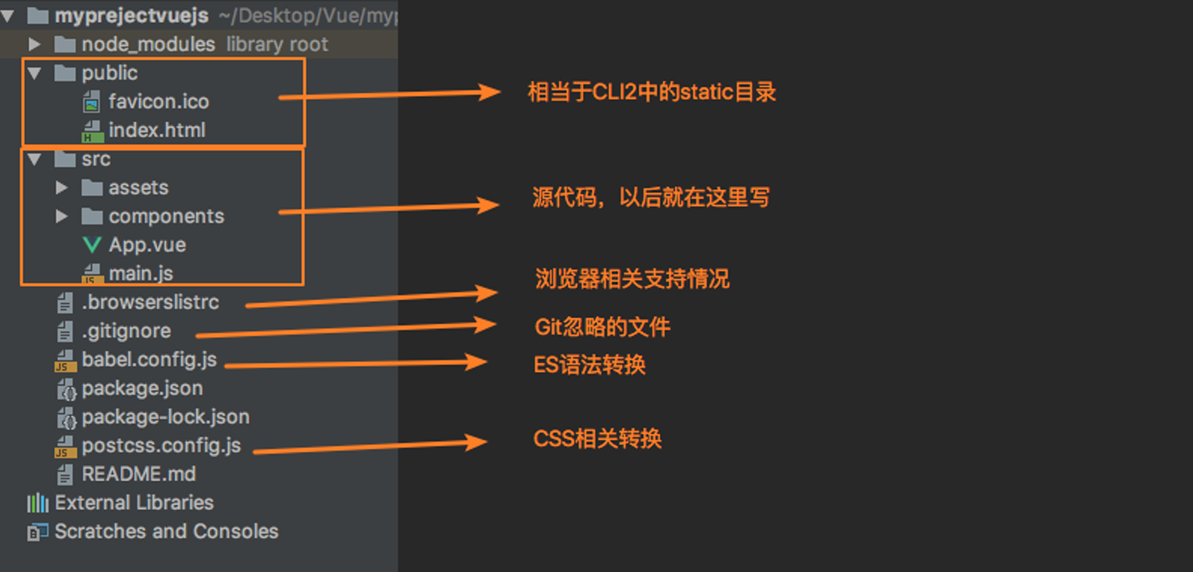 myprejectvuejs ~/Desktop/Vue/myp
node_modules library root
public
favicon.ico
index.html
相当于CLI2中的static目录
src
assets
components
App.vue
main.js
源代码，以后就在这里写
.browserslistrc
浏览器相关支持情况
.gitignore
Git忽略的文件
babel.config.js
ES语法转换
package.json
package-lock.json
postcss.config.js
CSS相关转换
README.md
External Libraries
Scratches and Consoles